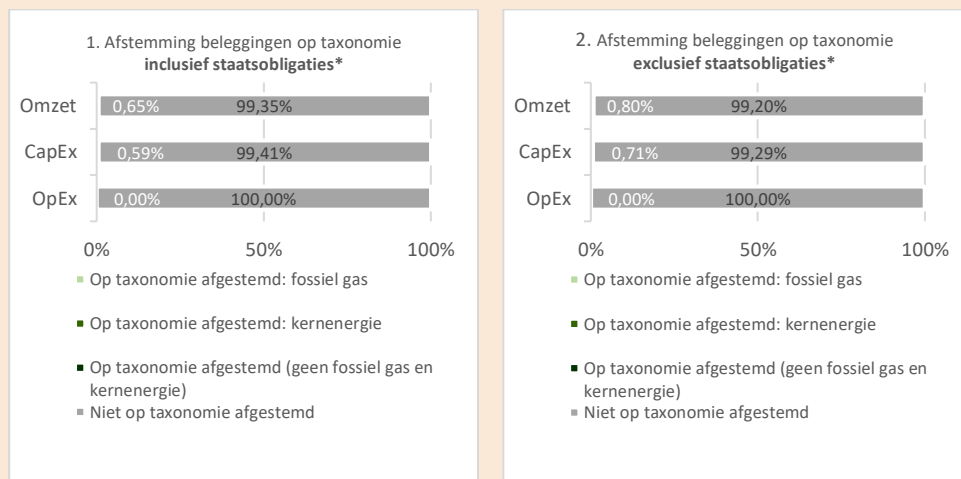 1. Afstemming beleggingen op taxonomie
inclusief staatsobligaties*
Omzet 0,65% 99,35%
CapEx 0,59% 99,41%
OpEx 0,00% 100,00%
0% 50% 100%
Op taxonomie afgestemd: fossiel gas
Op taxonomie afgestemd: kernenergie
Op taxonomie afgestemd (geen fossiel gas en
kernenergie)
Niet op taxonomie afgestemd
2. Afstemming beleggingen op taxonomie
exclusief staatsobligaties*
Omzet 0,80% 99,20%
CapEx 0,71% 99,29%
OpEx 0,00% 100,00%
0% 50% 100%
Op taxonomie afgestemd: fossiel gas
Op taxonomie afgestemd: kernenergie
Op taxonomie afgestemd (geen fossiel gas en
kernenergie)
Niet op taxonomie afgestemd